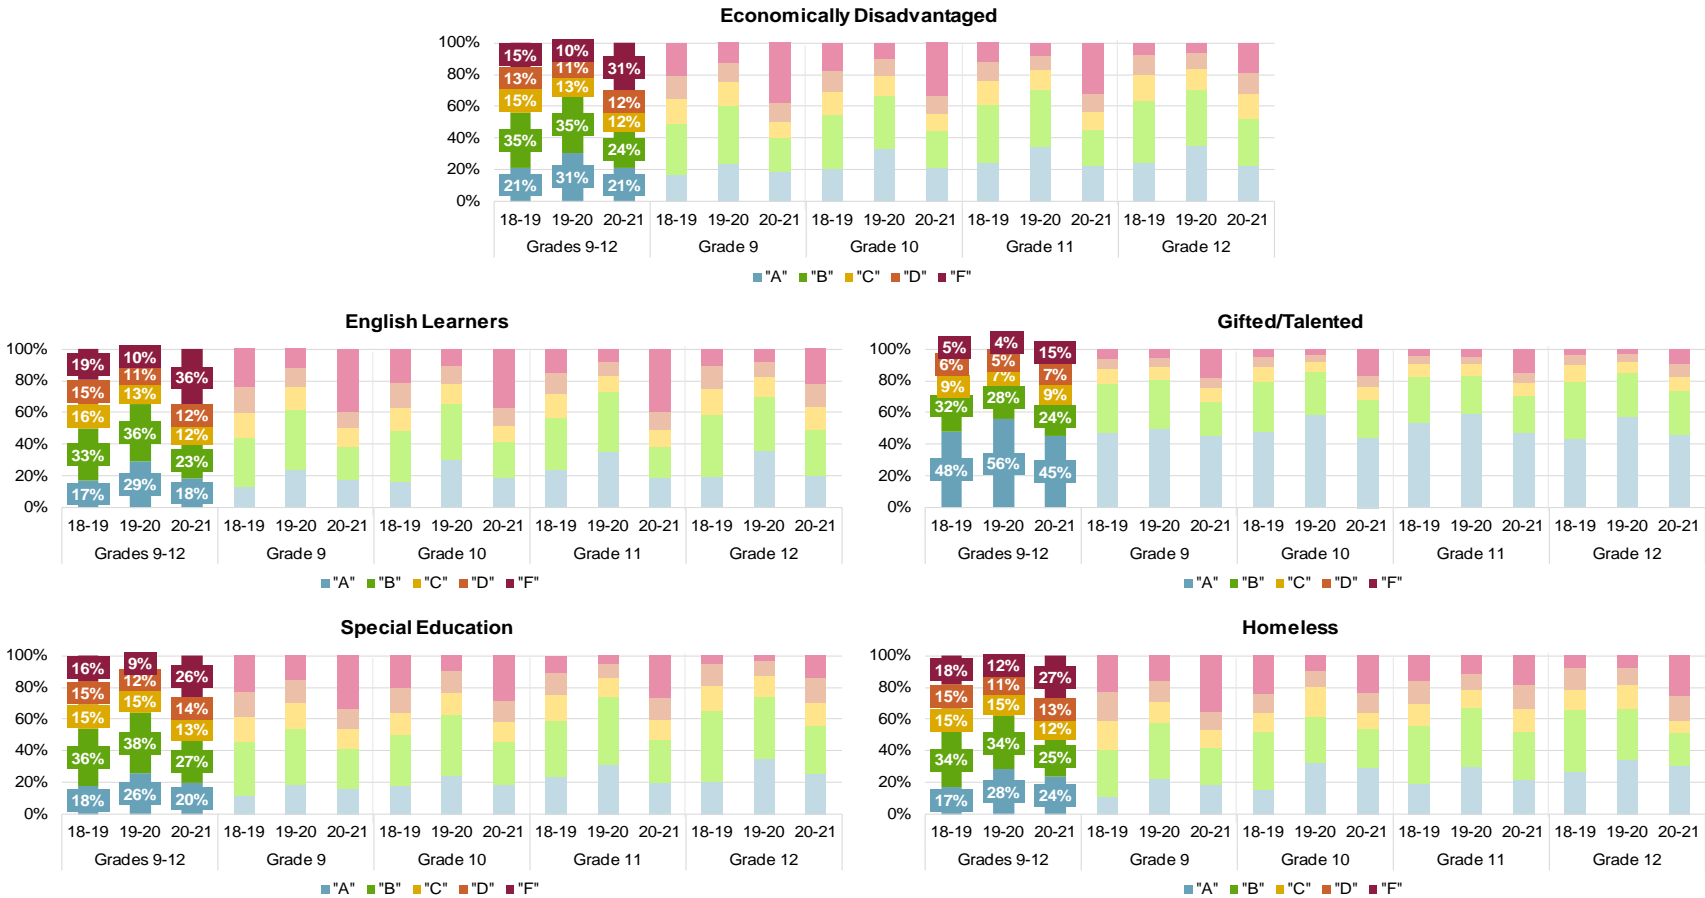 Economically Disadvantaged
100%
80%
60%
40%
20%
0%
15% 10% 31%
13% 11% 12%
15% 13% 12%
35% 35% 24%
21% 31% 21%
18-19 19-20 20-21 18-19 19-20 20-21 18-19 19-20 20-21 18-19 19-20 20-21 18-19 19-20 20-21
Grades 9-12 Grade 9 Grade 10 Grade 11 Grade 12
"A" "B" "C" "D" "F"
English Learners
100%
80%
60%
40%
20%
0%
19% 10% 36%
15% 11% 12%
16% 13% 12%
33% 36% 23%
17% 29% 18%
18-19 19-20 20-21 18-19 19-20 20-21 18-19 19-20 20-21 18-19 19-20 20-21 18-19 19-20 20-21
Grades 9-12 Grade 9 Grade 10 Grade 11 Grade 12
"A" "B" "C" "D" "F"
Gifted/Talented
100%
80%
60%
40%
20%
0%
5% 4% 15%
6% 5% 7%
9% 7% 9%
32% 28% 24%
48% 56% 45%
18-19 19-20 20-21 18-19 19-20 20-21 18-19 19-20 20-21 18-19 19-20 20-21 18-19 19-20 20-21
Grades 9-12 Grade 9 Grade 10 Grade 11 Grade 12
"A" "B" "C" "D" "F"
Special Education
100%
80%
60%
40%
20%
0%
16% 9% 26%
15% 12% 14%
15% 15% 13%
36% 38% 27%
18% 26% 20%
18-19 19-20 20-21 18-19 19-20 20-21 18-19 19-20 20-21 18-19 19-20 20-21 18-19 19-20 20-21
Grades 9-12 Grade 9 Grade 10 Grade 11 Grade 12
"A" "B" "C" "D" "F"
Homeless
100%
80%
60%
40%
20%
0%
18% 12% 27%
15% 11% 13%
15% 15% 12%
34% 34% 25%
17% 28% 24%
18-19 19-20 20-21 18-19 19-20 20-21 18-19 19-20 20-21 18-19 19-20 20-21 18-19 19-20 20-21
Grades 9-12 Grade 9 Grade 10 Grade 11 Grade 12
"A" "B" "C" "D" "F"